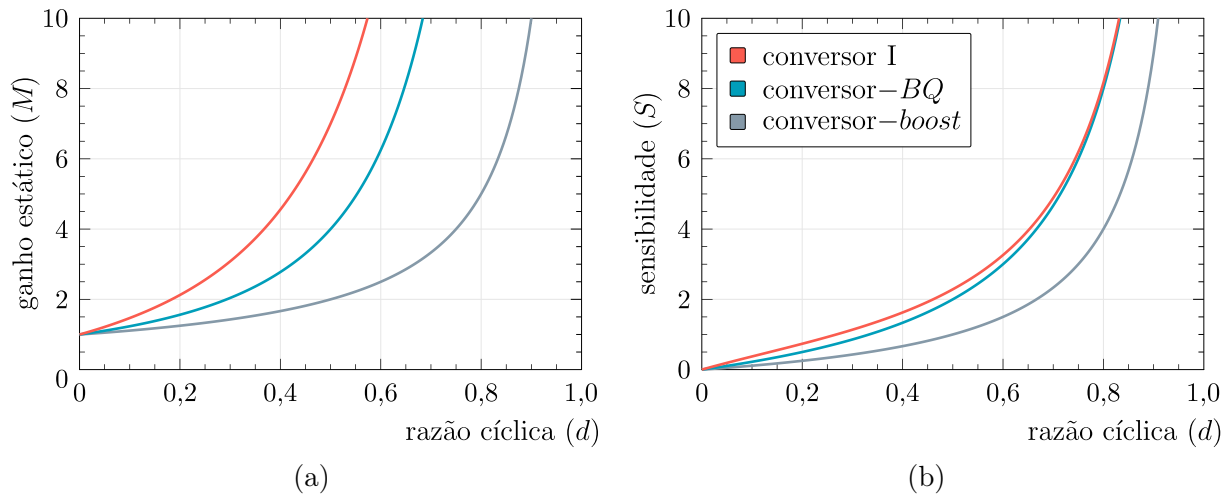 ganho estático (M)
10
8
6
4
2
0
0 0,2 0,4 0,6 0,8 1,0
razão cíclica (d)
(a)
sensibilidade (S)
10
8
6
4
2
0
0 0,2 0,4 0,6 0,8 1,0
conversor I
conversor−BQ
conversor−boost
razão cíclica (d)
(b)